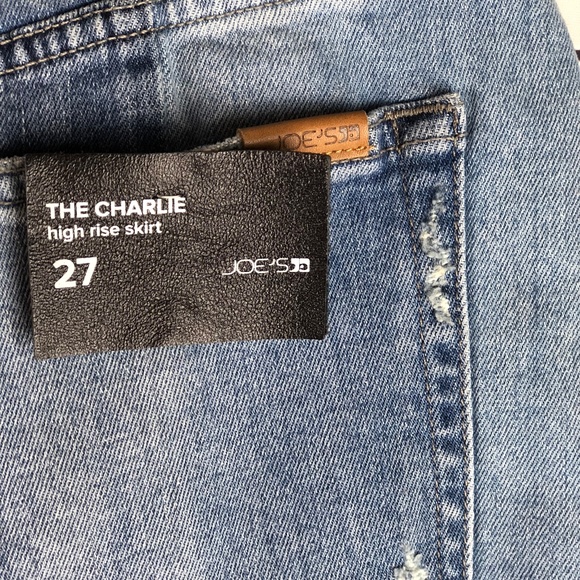 JOE'S
THE CHARLIE
high rise skirt
27
JOE'S